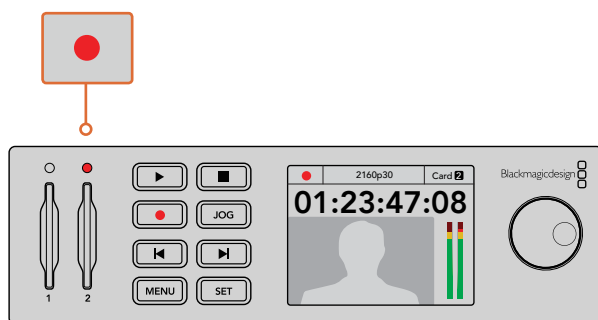 2160p30 Card 2
01:23:47:08
Blackmagicdesign
JOG
MENU SET
1 2